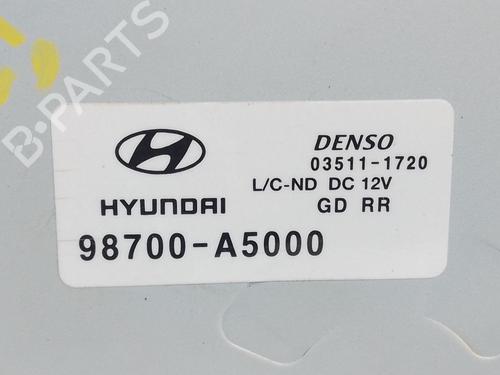 B-PARTS
HYUNDAI
DENSO
03511-1720
L/C-ND DC 12V
GD RR
98700-A5000